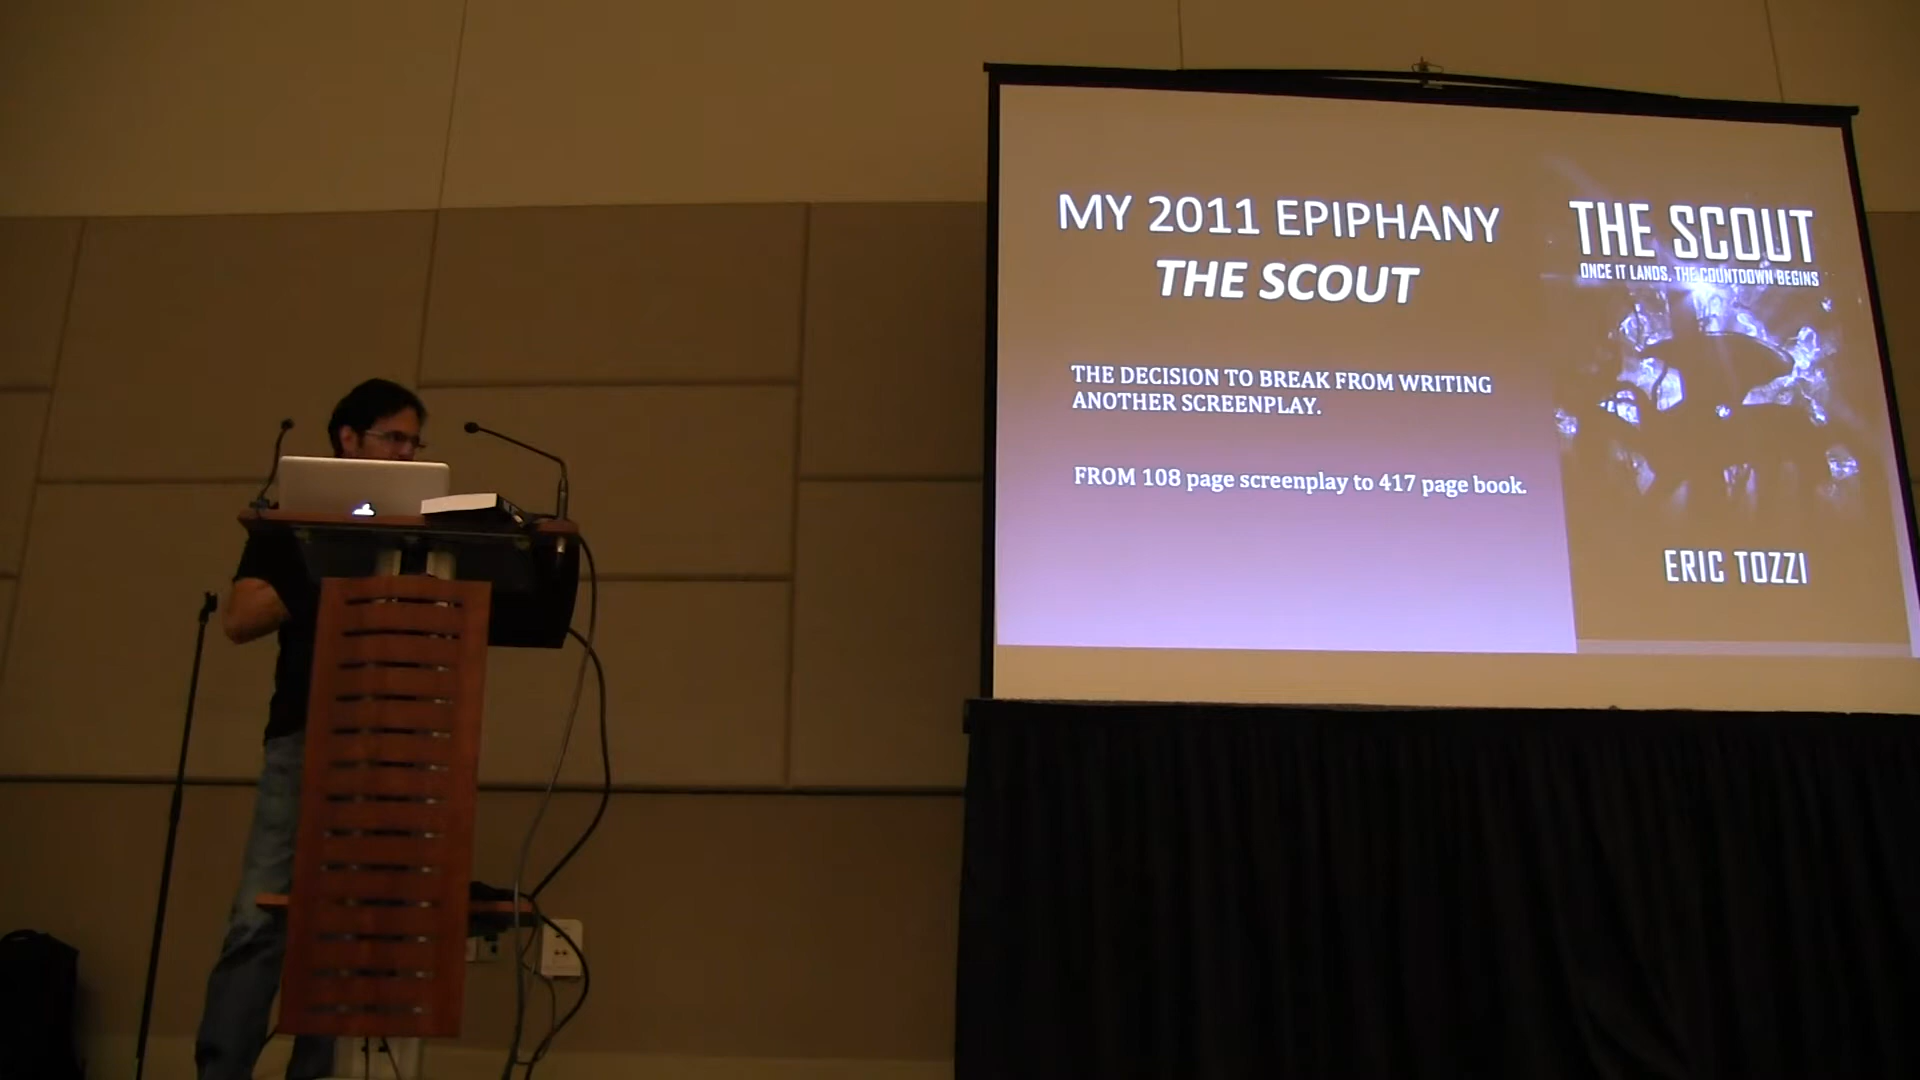 MY 2011 EPIPHANY
THE SCOUT
THE DECISION TO BREAK FROM WRITING
ANOTHER SCREENPLAY.
FROM 108 page screenplay to 417 page book.
THE SCOUT
ONCE IT LANDS, THE COUNTDOWN BEGINS
ERIC TOZZI